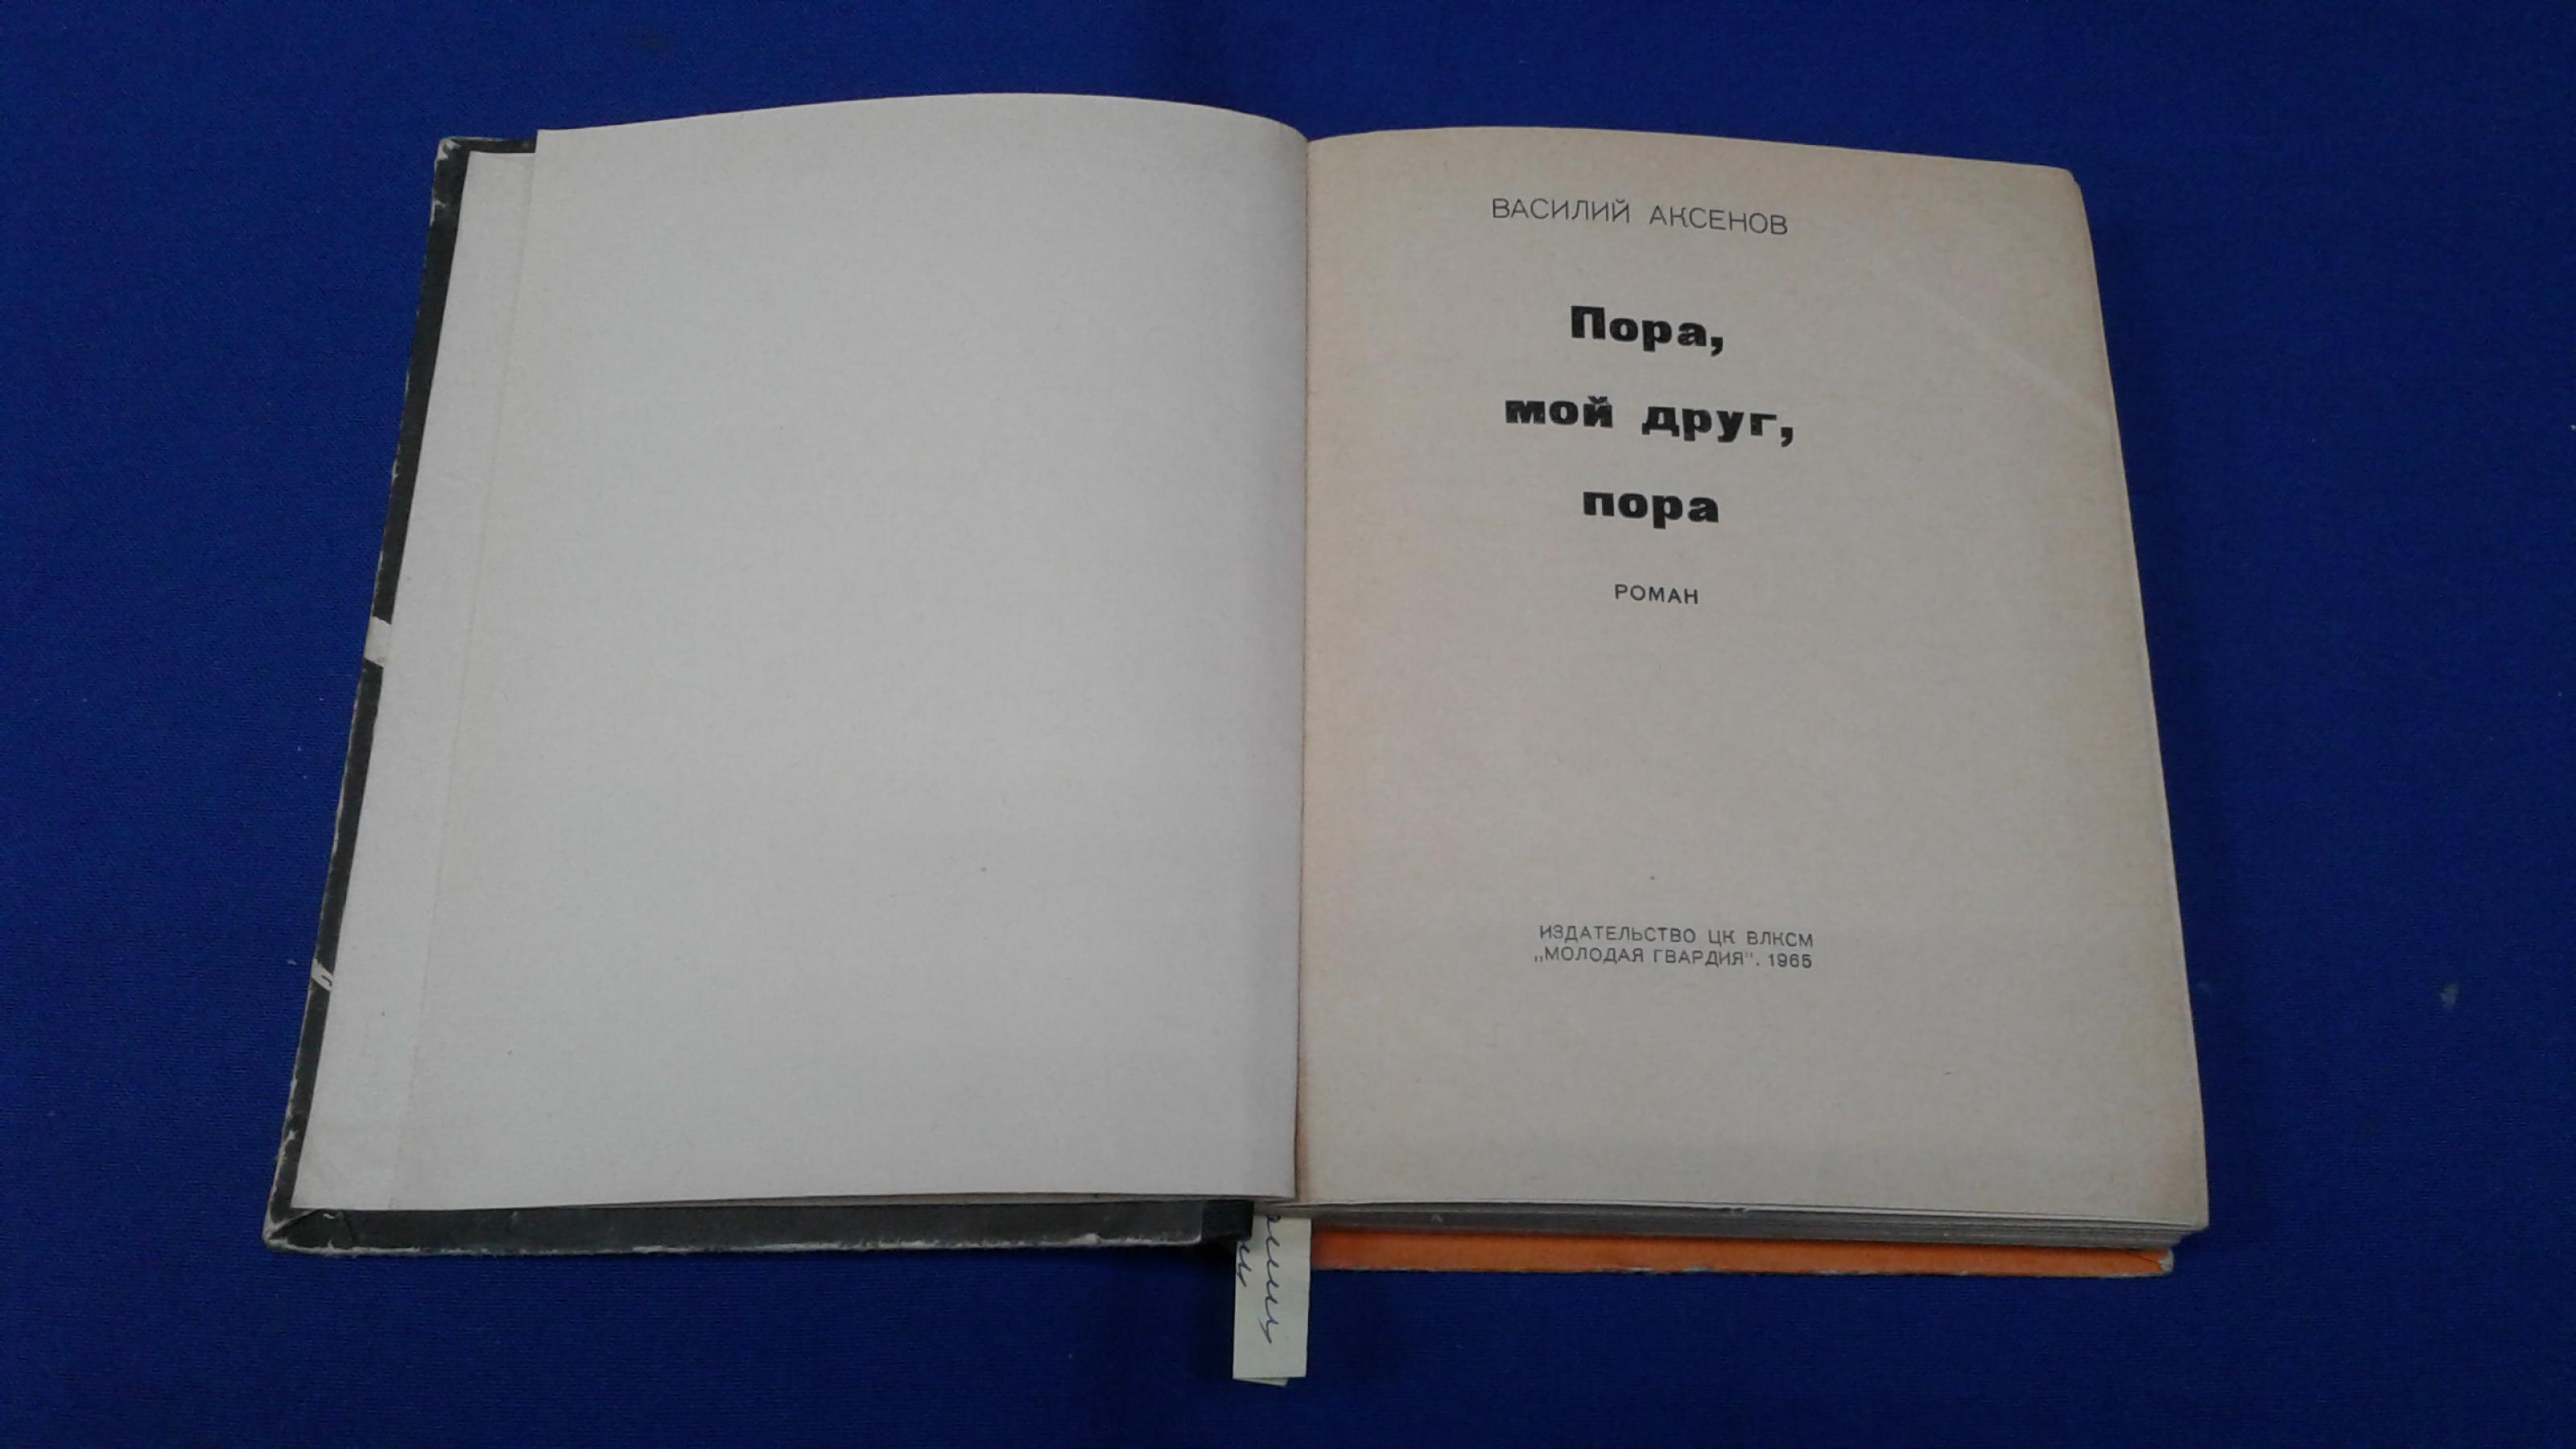 ВАСИЛИЙ АКСЕНОВ
Пора,
мой друг,
пора
РОМАН
ИЗДАТЕЛЬСТВО ЦК ВЛКСМ
„МОЛОДАЯ ГВАРДИЯ". 1965